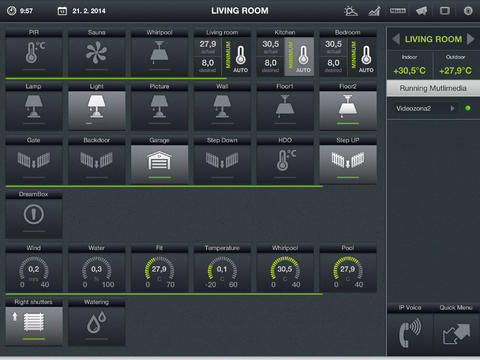 9:57
21. 2. 2014
LIVING ROOM
Miele
PIR
Sauna
Whirlpool
Living room
Kitchen
Bedroom
°C
27,9
actual
8,0
desired
MINIMUM
AUTO
30,5
actual
8,0
desired
MINIMUM
AUTO
30,5
actual
8,0
desired
MINIMUM
AUTO
LIVING ROOM
Indoor
Outdoor
+30,5°C
+27,9°C
Running Mutlimedia
Videozona2
Lamp
Light
Picture
Wall
Floor1
Floor2
Gate
Backdoor
Garage
Step Down
HDO
Step UP
°C
DreamBox
Wind
Water
Fit
Temperature
Whirlpool
Pool
0,2
m/s
0 40
0,3
%
0 100
27,9
C
0 70
0,1
C
-20 60
30,5
C
0 40
27,9
C
0 40
Right shutters
Watering
IP Voice
Quick Menu